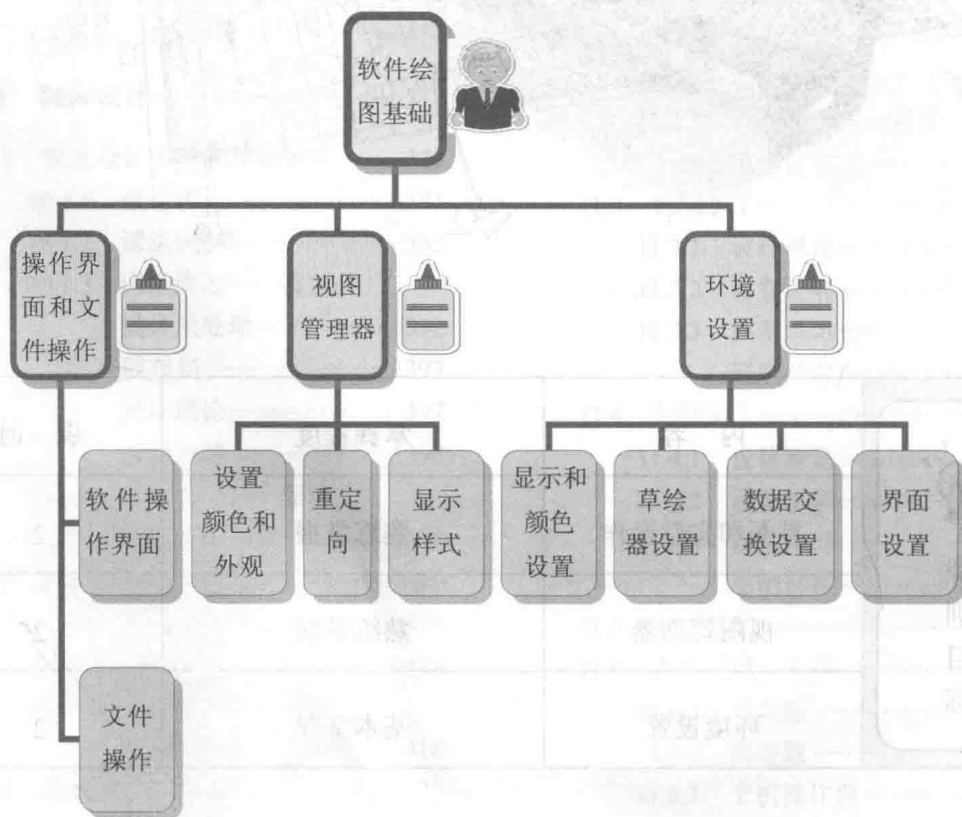 软件绘
图基础
操作界
面和文
件操作
视图
管理器
环境
设置
软件操
作界面
设置
颜色和
外观
重定
向
显示
样式
显示和
颜色
设置
草绘
器设置
数据交
换设置
界面
设置
文件
操作